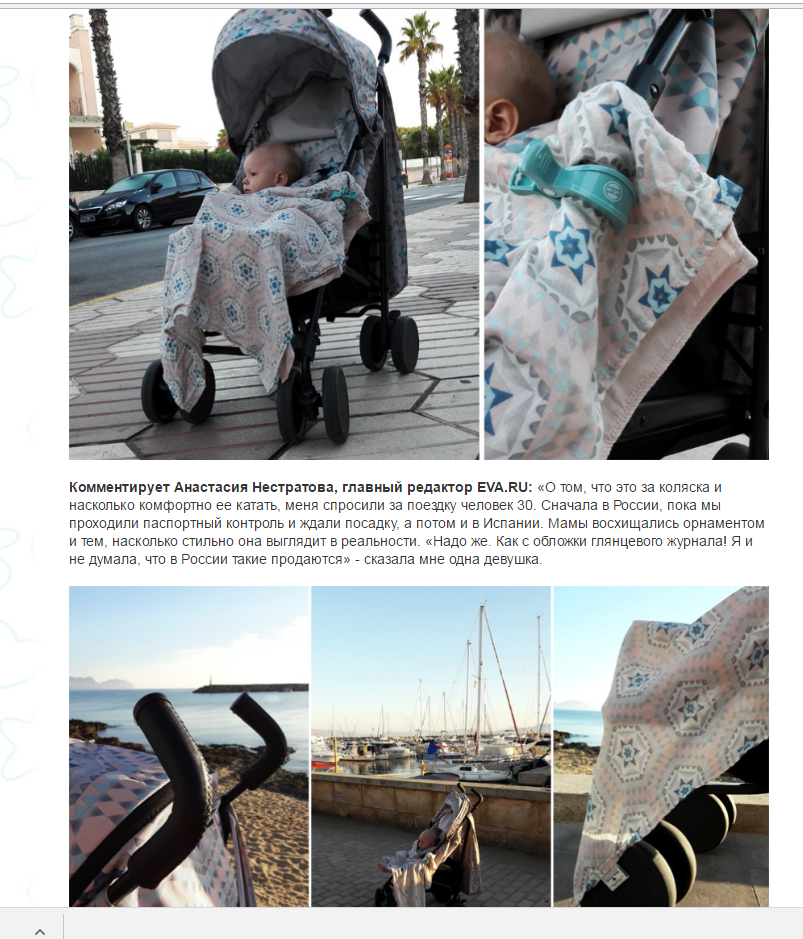 Комментирует Анастасия Нестратова, главный редактор EVA.RU: «О том, что это за коляска и
насколько комфортно ее катать, меня спросили за поездку человек 30. Сначала в России, пока мы
проходили паспортный контроль и ждали посадку, а потом и в Испании. Мамы восхищались орнаментом
и тем, насколько стильно она выглядит в реальности. «Надо же. Как с обложки глянцевого журнала! Я и
не думала, что в России такие продаются» - сказала мне одна девушка.